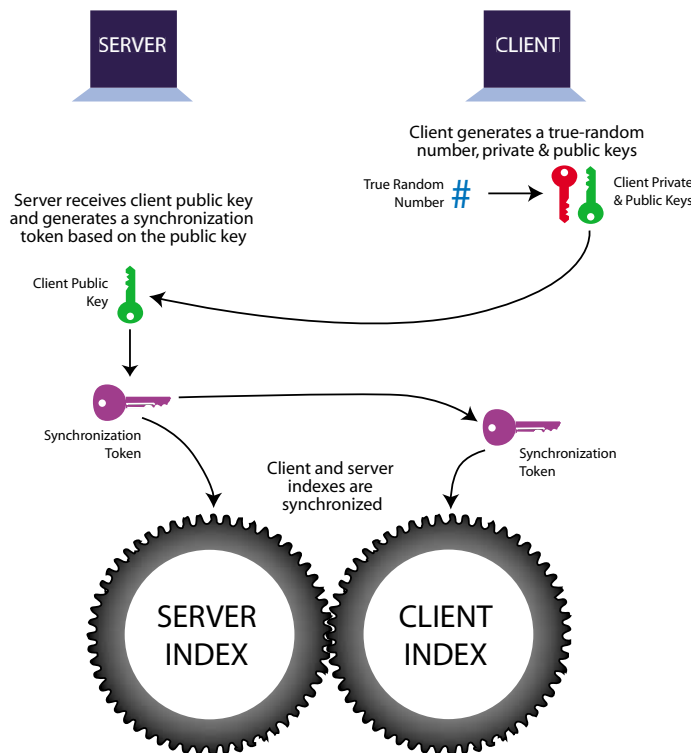 SERVER
CLIENT
Client generates a true-random
number, private & public keys
True Random
Number
#
Client Private
& Public Keys
Server receives client public key
and generates a synchronization
token based on the public key
Client Public
Key
Synchronization
Token
Synchronization
Token
Client and server
indexes are
synchronized
SERVER
INDEX
CLIENT
INDEX